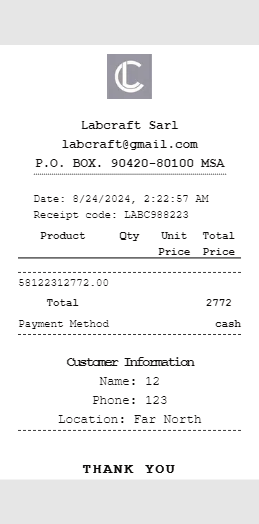 Labcraft Sarl
labcraft@gmail.com
P.O. BOX. 90420-80100 MSA
Date: 8/24/2024, 2:22:57 AM
Receipt code: LABC988223
Product Qty Unit Price Total Price
58122312772.00
Total 2772
Payment Method cash
Customer Information
Name: 12
Phone: 123
Location: Far North
THANK YOU